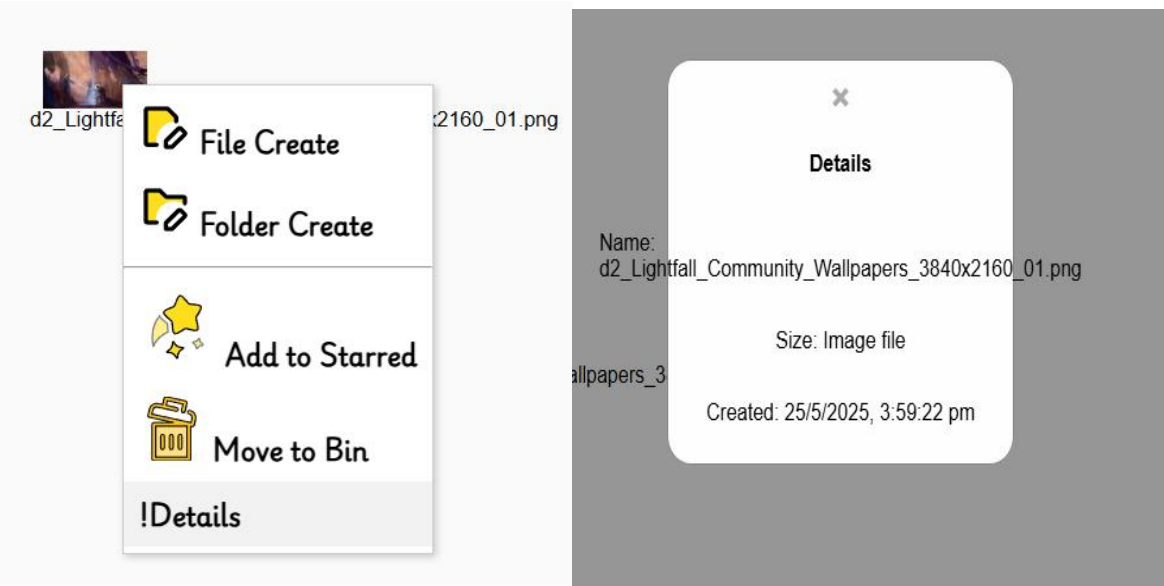 d2_Lightfa x2160_01.png
File Create
Folder Create
Add to Starred
Move to Bin
!Details
×
Details
Name:
d2_Lightfall_Community_Wallpapers_3840x2160_01.png
Size: Image file
allpapers_3
Created: 25/5/2025, 3:59:22 pm